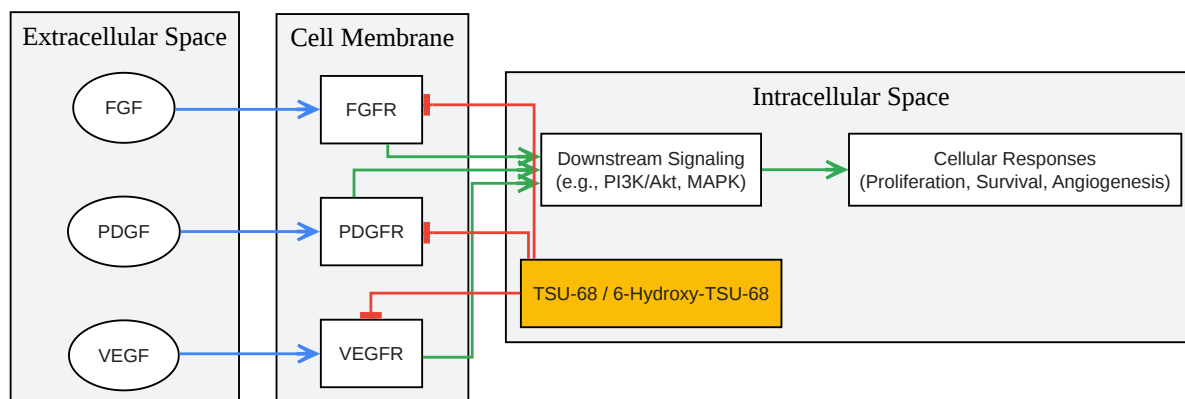 Extracellular Space
Cell Membrane
Intracellular Space
FGF
FGFR
Downstream Signaling
(e.g., PI3K/Akt, MAPK)
Cellular Responses
(Proliferation, Survival, Angiogenesis)
PDGF
PDGFR
TSU-68 / 6-Hydroxy-TSU-68
VEGF
VEGFR